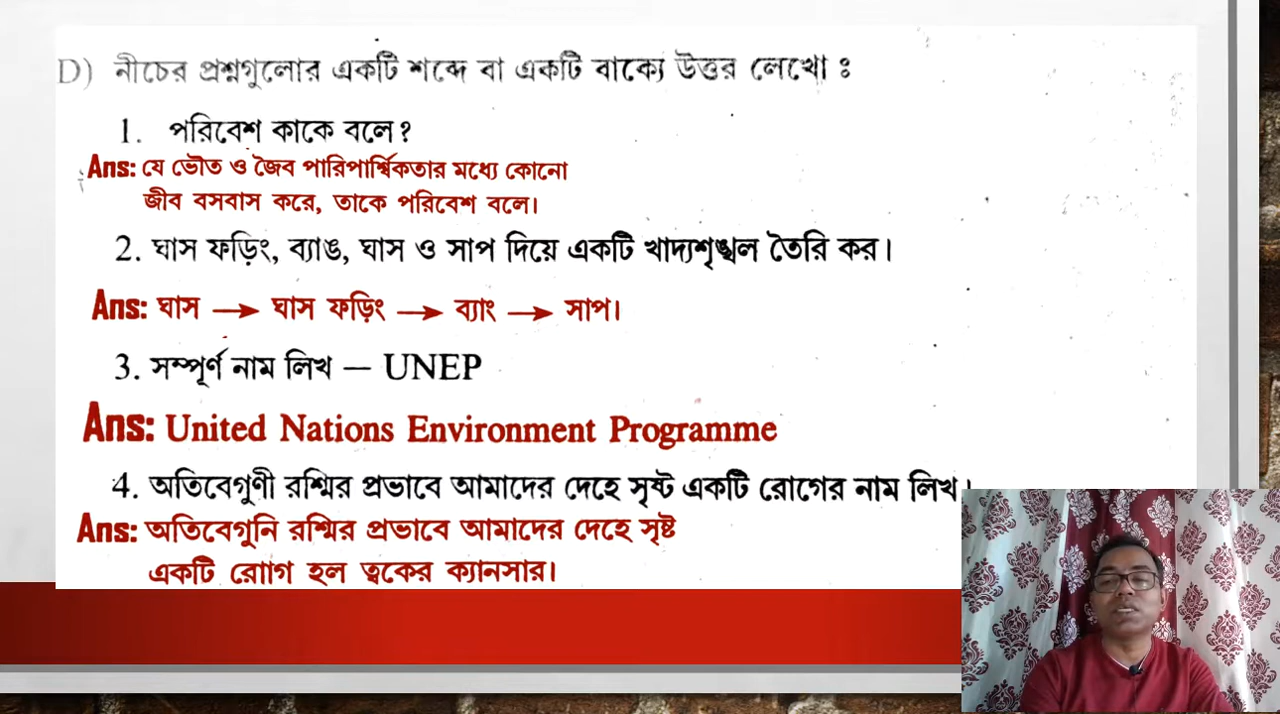 D) নীচের প্রশ্নগুলোর একটি শব্দে বা একটি বাক্যে উত্তর লেখো ঃ
1. পরিবেশ কাকে বলে?
Ans: যে ভৌত ও জৈব পারিপার্শ্বিকতার মধ্যে কোনো
জীব বসবাস করে, তাকে পরিবেশ বলে।
2. ঘাস ফড়িং, ব্যাঙ, ঘাস ও সাপ দিয়ে একটি খাদ্যশৃঙ্খল তৈরি কর।
Ans: ঘাস → ঘাস ফড়িং → ব্যাং → সাপ।
3. সম্পূর্ণ নাম লিখ — UNEP
Ans: United Nations Environment Programme
4. অতিবেগুণী রশ্মির প্রভাবে আমাদের দেহে সৃষ্ট একটি রোগের নাম লিখ।
Ans: অতিবেগুনি রশ্মির প্রভাবে আমাদের দেহে সৃষ্ট
একটি রোাগ হল ত্বকের ক্যানসার।